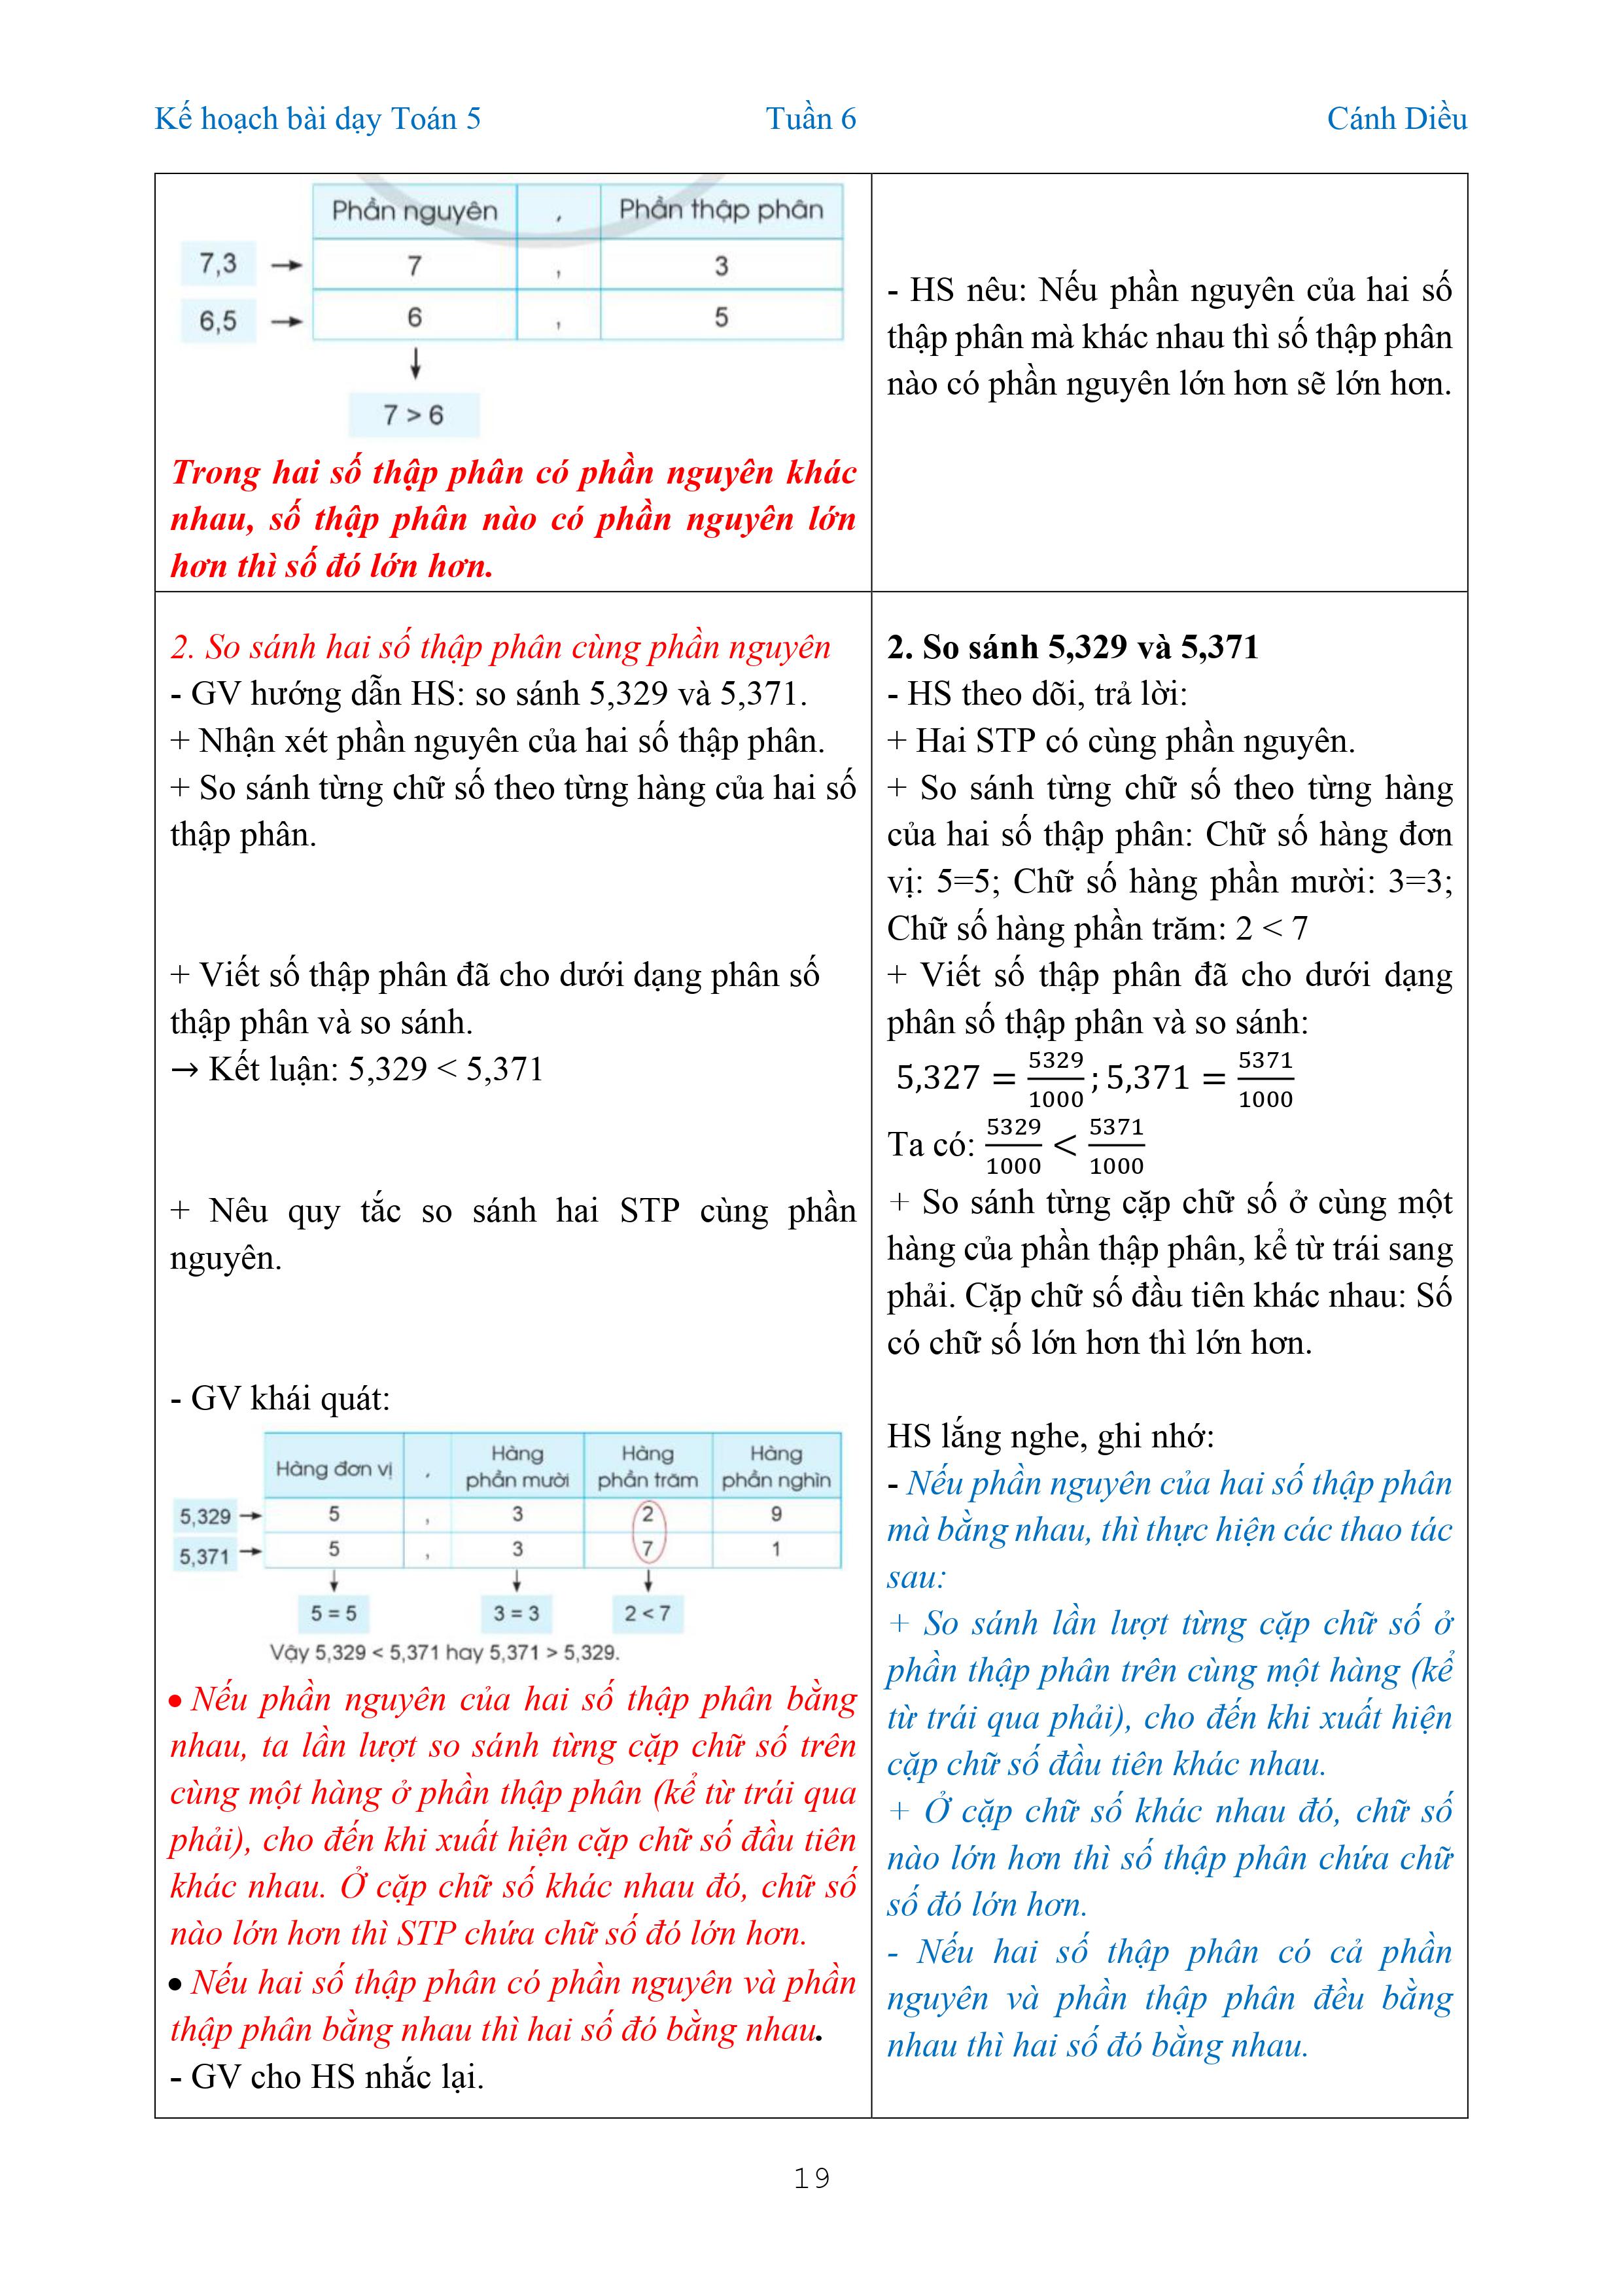 Kế hoạch bài dạy Toán 5 Tuần 6 Cánh Diều
Phần nguyên , Phần thập phân
7,3 → 7 , 3
6,5 → 6 , 5
↓
7 > 6
Trong hai số thập phân có phần nguyên khác
nhau, số thập phân nào có phần nguyên lớn
hơn thì số đó lớn hơn.
- HS nêu: Nếu phần nguyên của hai số
thập phân mà khác nhau thì số thập phân
nào có phần nguyên lớn hơn sẽ lớn hơn.
2. So sánh hai số thập phân cùng phần nguyên
- GV hướng dẫn HS: so sánh 5,329 và 5,371.
+ Nhận xét phần nguyên của hai số thập phân.
+ So sánh từng chữ số theo từng hàng của hai số
thập phân.
+ Viết số thập phân đã cho dưới dạng phân số
thập phân và so sánh.
→ Kết luận: 5,329 < 5,371
+ Nêu quy tắc so sánh hai STP cùng phần
nguyên.
- GV khái quát:
Hàng đơn vị , Hàng phần mười Hàng phần trăm Hàng phần nghìn
5,329 → 5 , 3 2 9
5,371 → 5 , 3 7 1
↓ ↓ ↓
5 = 5 3 = 3 2 < 7
Vậy 5,329 < 5,371 hay 5,371 > 5,329.
• Nếu phần nguyên của hai số thập phân bằng
nhau, ta lần lượt so sánh từng cặp chữ số trên
cùng một hàng ở phần thập phân (kể từ trái qua
phải), cho đến khi xuất hiện cặp chữ số đầu tiên
khác nhau. Ở cặp chữ số khác nhau đó, chữ số
nào lớn hơn thì STP chứa chữ số đó lớn hơn.
• Nếu hai số thập phân có phần nguyên và phần
thập phân bằng nhau thì hai số đó bằng nhau.
- GV cho HS nhắc lại.
2. So sánh 5,329 và 5,371
- HS theo dõi, trả lời:
+ Hai STP có cùng phần nguyên.
+ So sánh từng chữ số theo từng hàng
của hai số thập phân: Chữ số hàng đơn
vị: 5=5; Chữ số hàng phần mười: 3=3;
Chữ số hàng phần trăm: 2 < 7
+ Viết số thập phân đã cho dưới dạng
phân số thập phân và so sánh:
5,327 = 5329/1000 ; 5,371 = 5371/1000
Ta có: 5329/1000 < 5371/1000
+ So sánh từng cặp chữ số ở cùng một
hàng của phần thập phân, kể từ trái sang
phải. Cặp chữ số đầu tiên khác nhau: Số
có chữ số lớn hơn thì lớn hơn.
HS lắng nghe, ghi nhớ:
- Nếu phần nguyên của hai số thập phân
mà bằng nhau, thì thực hiện các thao tác
sau:
+ So sánh lần lượt từng cặp chữ số ở
phần thập phân trên cùng một hàng (kể
từ trái qua phải), cho đến khi xuất hiện
cặp chữ số đầu tiên khác nhau.
+ Ở cặp chữ số khác nhau đó, chữ số
nào lớn hơn thì số thập phân chứa chữ
số đó lớn hơn.
- Nếu hai số thập phân có cả phần
nguyên và phần thập phân đều bằng
nhau thì hai số đó bằng nhau.
19